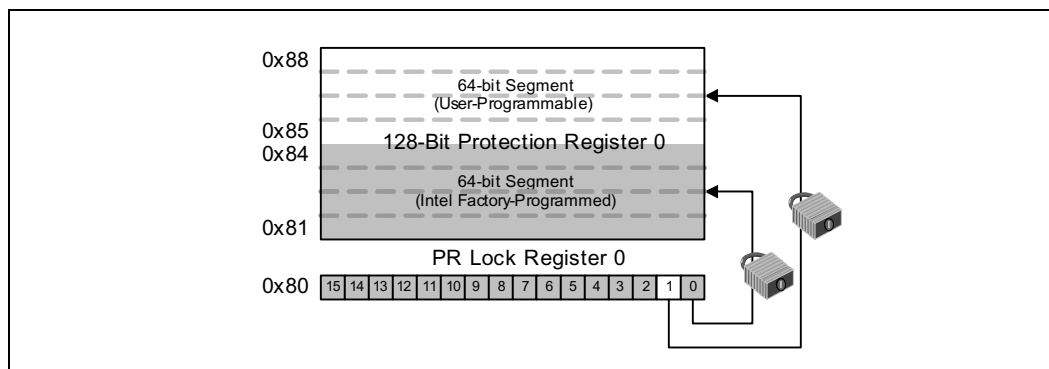 0x88
64-bit Segment
(User-Programmable)
0x85
128-Bit Protection Register 0
0x84
64-bit Segment
(Intel Factory-Programmed)
0x81
PR Lock Register 0
0x80 15 14 13 12 11 10 9 8 7 6 5 4 3 2 1 0